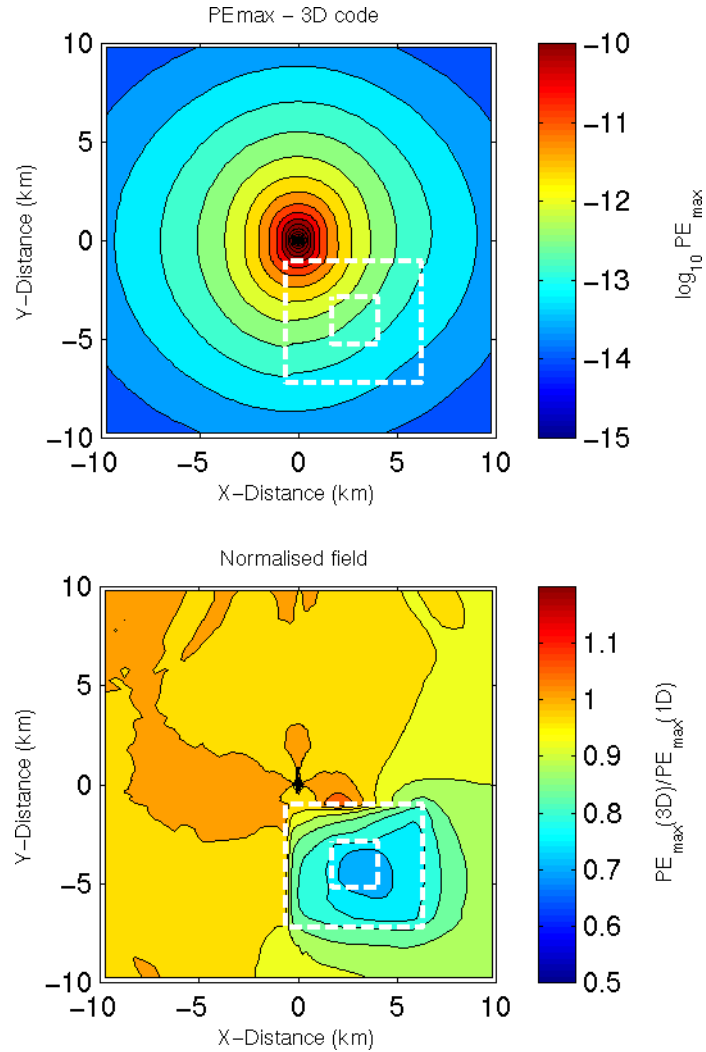 PEmax – 3D code
10
5
0
−5
−10
−10 −5 0 5 10
X−Distance (km)
Y−Distance (km)
−10
−11
−12
−13
−14
−15
log10 PEmax
Normalised field
10
5
0
−5
−10
−10 −5 0 5 10
X−Distance (km)
Y−Distance (km)
1.1
1
0.9
0.8
0.7
0.6
0.5
PEmax(3D)/PEmax(1D)